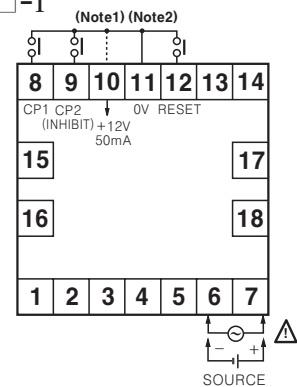 □-1
(Note1) (Note2)
8 9 10 11 12 13 14
CP1 CP2 0V RESET
(INHIBIT) +12V
50mA
15 17
16 18
1 2 3 4 5 6 7
− +
SOURCE